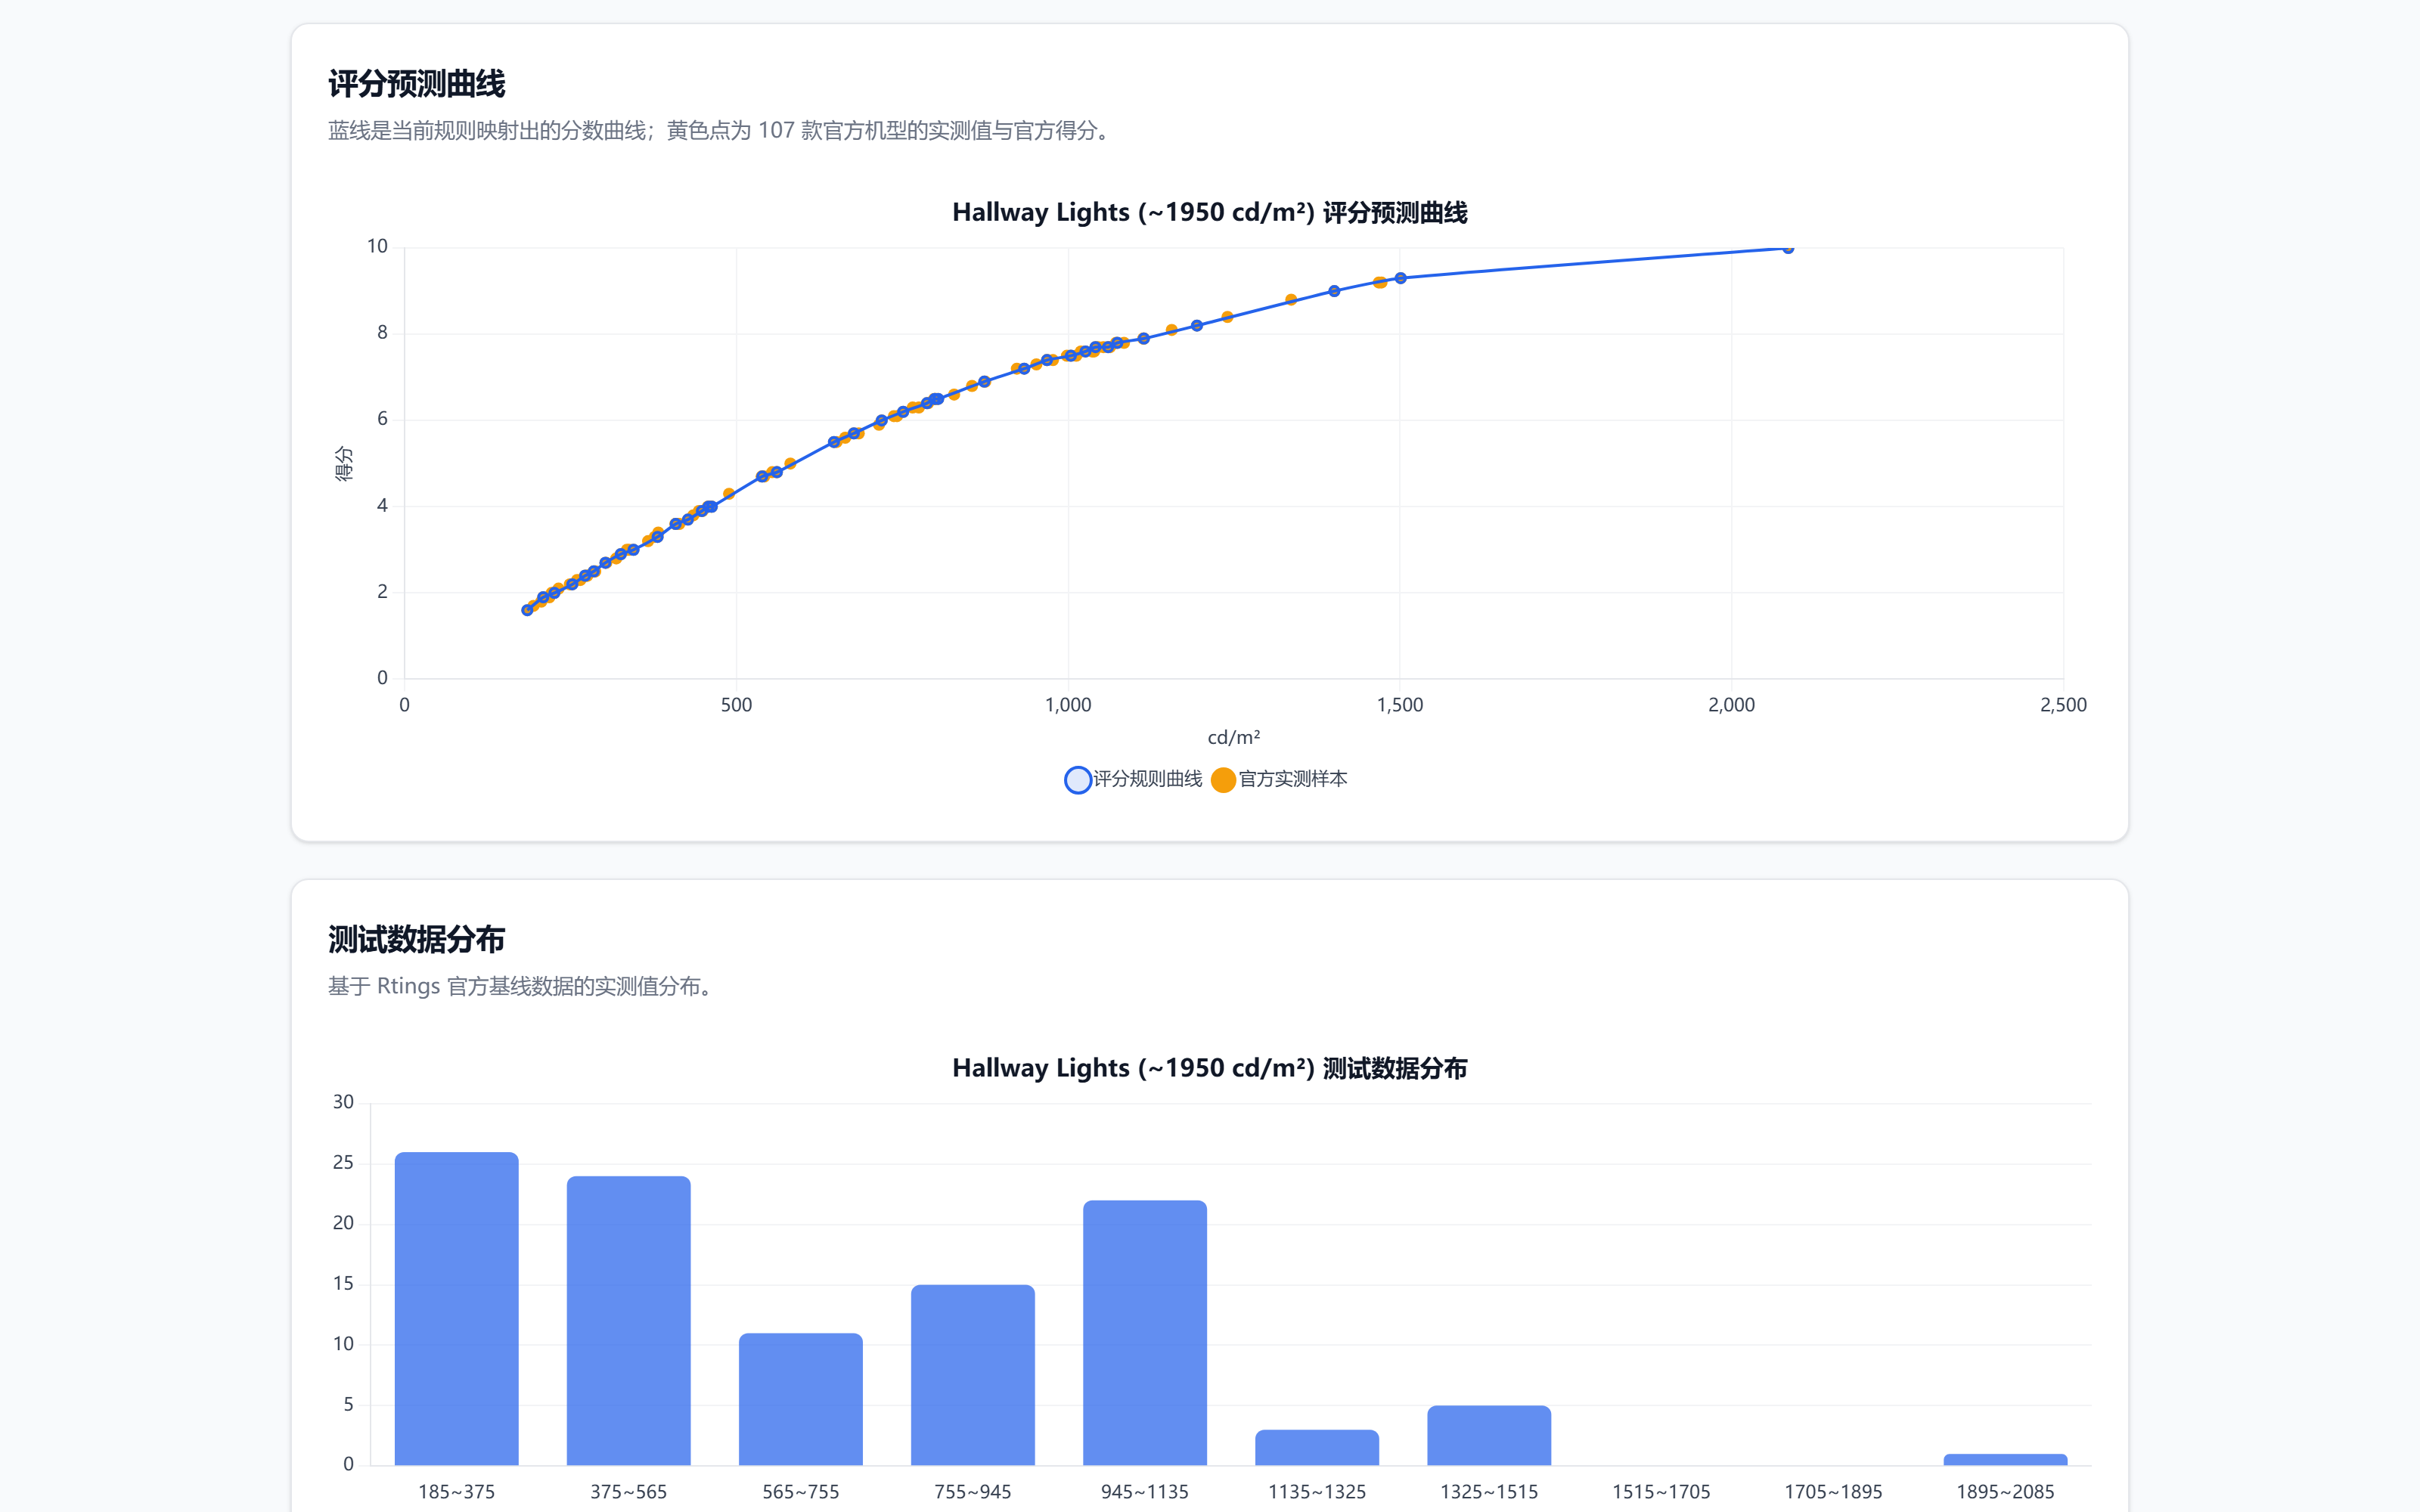 评分预测曲线
蓝线是当前规则映射出的分数曲线；黄色点为 107 款官方机型的实测值与官方得分。
Hallway Lights (~1950 cd/m²) 评分预测曲线
10
8
6
4
2
0
得分
0 500 1,000 1,500 2,000 2,500
cd/m²
评分规则曲线 官方实测样本
测试数据分布
基于 Rtings 官方基线数据的实测值分布。
Hallway Lights (~1950 cd/m²) 测试数据分布
30
25
20
15
10
5
0
185~375 375~565 565~755 755~945 945~1135 1135~1325 1325~1515 1515~1705 1705~1895 1895~2085